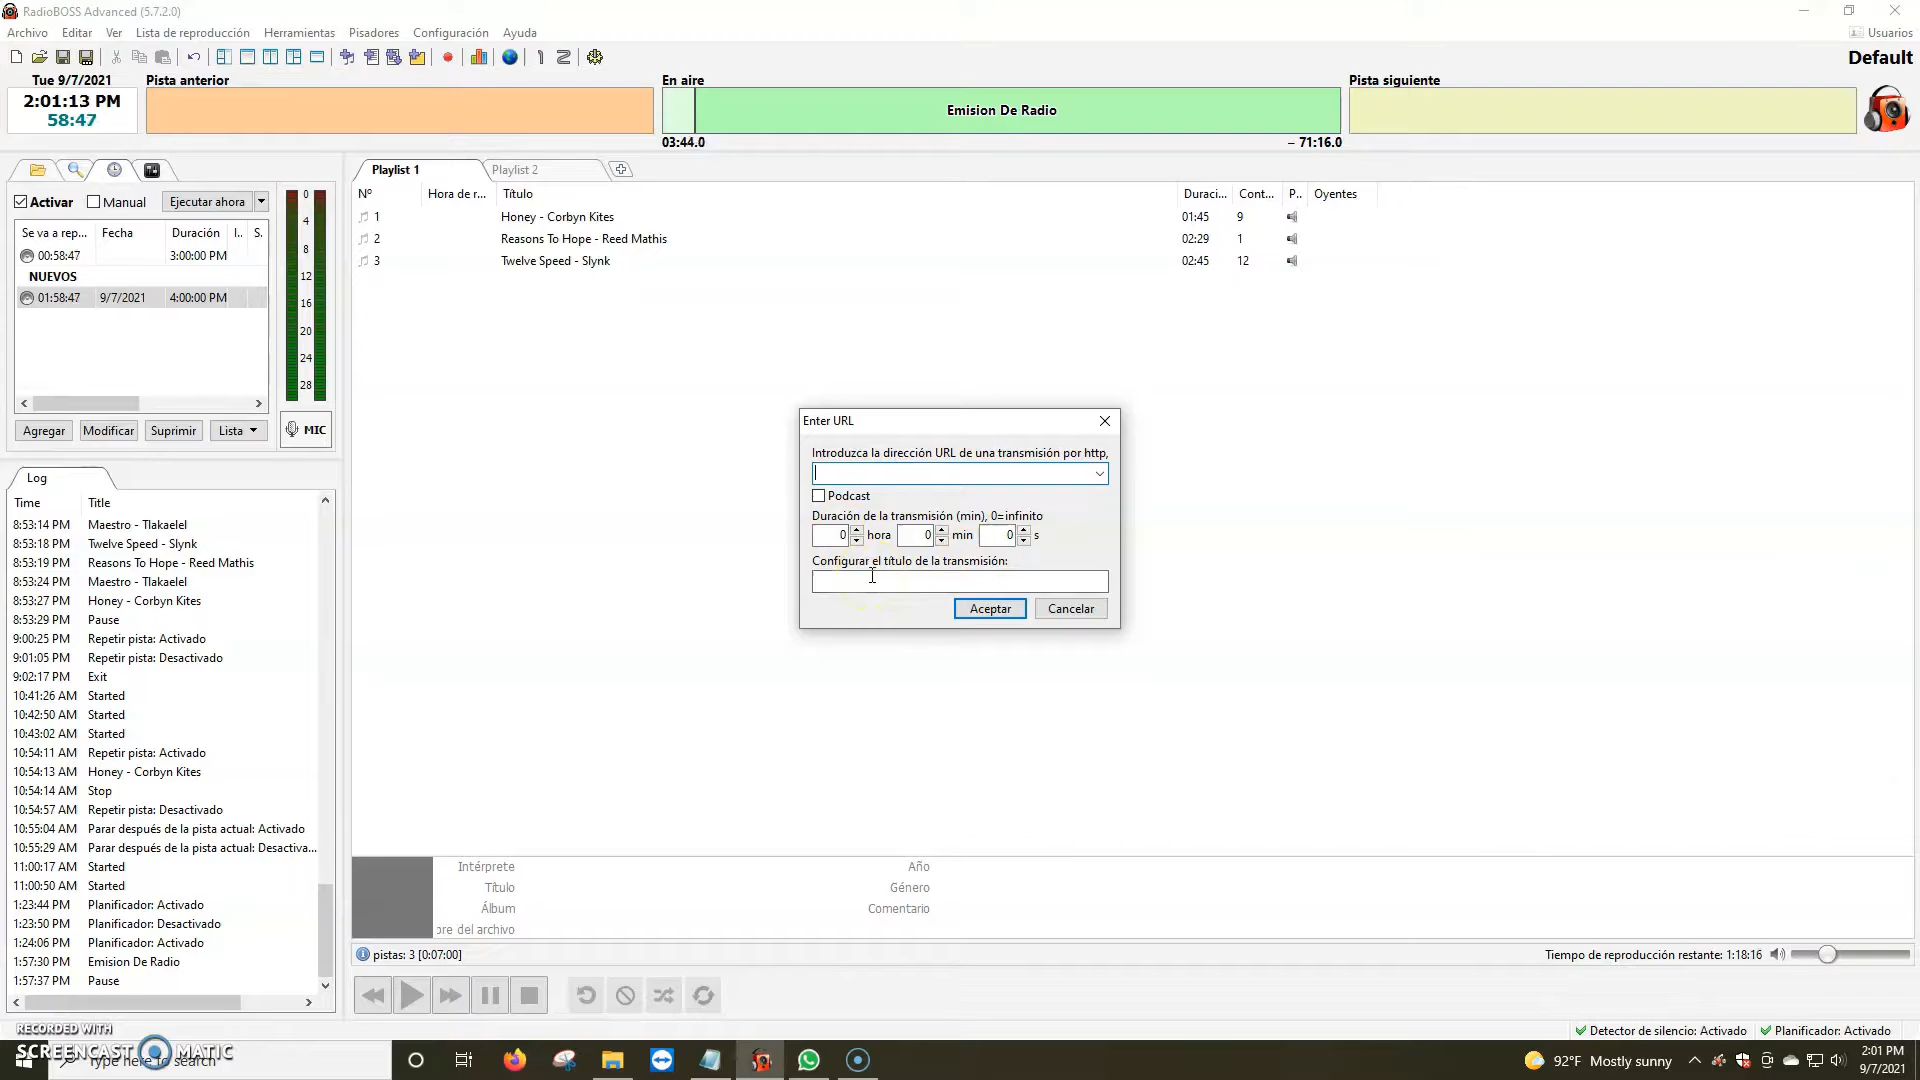 RadioBOSS Advanced (5.7.2.0)
Archivo Editar Ver Lista de reproducción Herramientas Pisadores Configuración Ayuda Usuarios
Default
Tue 9/7/2021 Pista anterior En aire Pista siguiente
2:01:13 PM
58:47
Emision De Radio
03:44.0 – 71:16.0
Activar Manual Ejecutar ahora
Se va a rep... Fecha Duración I.. S.
00:58:47 3:00:00 PM
NUEVOS
01:58:47 9/7/2021 4:00:00 PM
0
4
8
12
16
20
24
28
Agregar Modificar Suprimir Lista MIC
Playlist 1 Playlist 2
Nº Hora de r... Título Duraci... Cont... P.. Oyentes
1 Honey - Corbyn Kites 01:45 9
2 Reasons To Hope - Reed Mathis 02:29 1
3 Twelve Speed - Slynk 02:45 12
Enter URL
Introduzca la dirección URL de una transmisión por http,
Podcast
Duración de la transmisión (min), 0=infinito
0 hora 0 min 0 s
Configurar el título de la transmisión:
Aceptar Cancelar
Log
Time Title
8:53:14 PM Maestro - Tlakaelel
8:53:18 PM Twelve Speed - Slynk
8:53:19 PM Reasons To Hope - Reed Mathis
8:53:24 PM Maestro - Tlakaelel
8:53:27 PM Honey - Corbyn Kites
8:53:29 PM Pause
9:00:25 PM Repetir pista: Activado
9:01:05 PM Repetir pista: Desactivado
9:02:17 PM Exit
10:41:26 AM Started
10:42:50 AM Started
10:43:02 AM Started
10:54:11 AM Repetir pista: Activado
10:54:13 AM Honey - Corbyn Kites
10:54:14 AM Stop
10:54:57 AM Repetir pista: Desactivado
10:55:04 AM Parar después de la pista actual: Activado
10:55:29 AM Parar después de la pista actual: Desactiva...
11:00:17 AM Started
11:00:50 AM Started
1:23:44 PM Planificador: Activado
1:23:50 PM Planificador: Desactivado
1:24:06 PM Planificador: Activado
1:57:30 PM Emision De Radio
1:57:37 PM Pause
Intérprete Año
Título Género
Álbum Comentario
bre del archivo
pistas: 3 [0:07:00] Tiempo de reproducción restante: 1:18:16
Detector de silencio: Activado Planificador: Activado
RECORDED WITH
SCREENCAST MATIC
Type here to search
92°F Mostly sunny
2:01 PM
9/7/2021